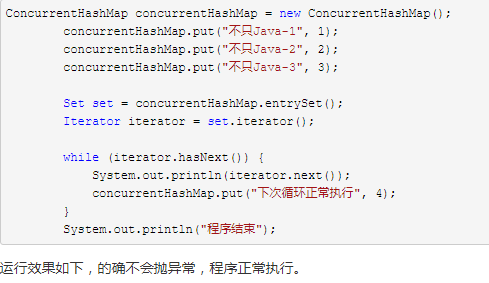 ConcurrentHashMap concurrentHashMap = new ConcurrentHashMap();
        concurrentHashMap.put("不只Java-1", 1);
        concurrentHashMap.put("不只Java-2", 2);
        concurrentHashMap.put("不只Java-3", 3);

        Set set = concurrentHashMap.entrySet();
        Iterator iterator = set.iterator();

        while (iterator.hasNext()) {
            System.out.println(iterator.next());
            concurrentHashMap.put("下次循环正常执行", 4);
        }
        System.out.println("程序结束");
运行效果如下，的确不会抛异常，程序正常执行。